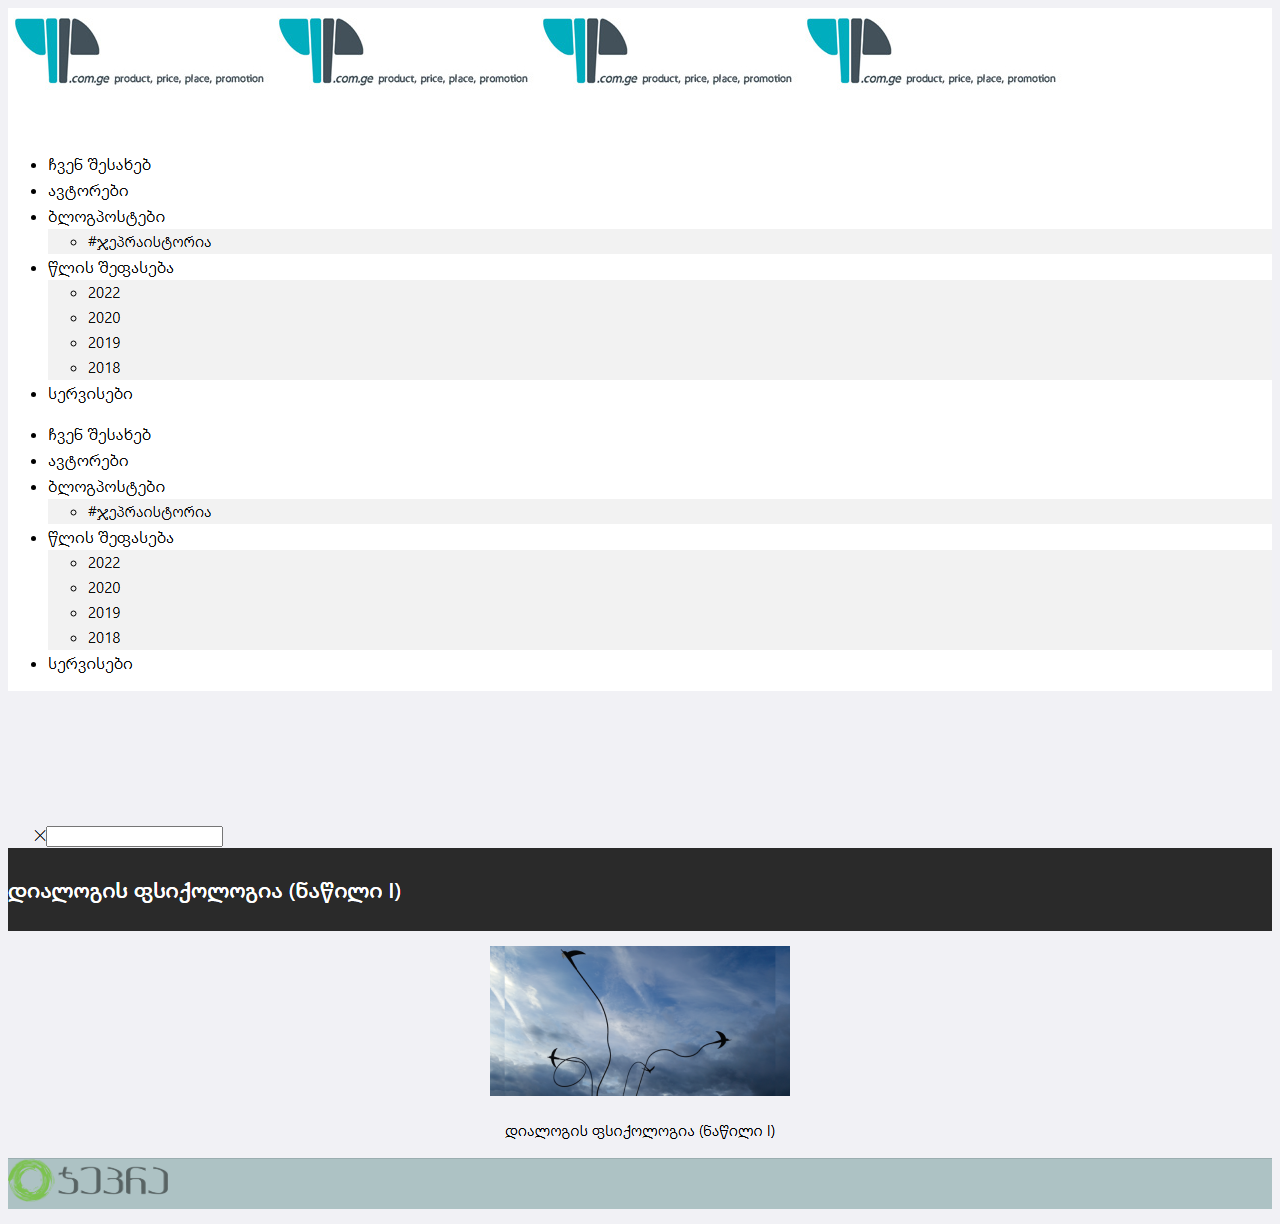 .com.ge product, price, place, promotion .com.ge product, price, place, promotion .com.ge product, price, place, promotion .com.ge product, price, place, promotion
ჩვენ შესახებ
ავტორები
ბლოგპოსტები
#ჯეპრაისტორია
წლის შეფასება
2022
2020
2019
2018
სერვისები
ჩვენ შესახებ
ავტორები
ბლოგპოსტები
#ჯეპრაისტორია
წლის შეფასება
2022
2020
2019
2018
სერვისები
დიალოგის ფსიქოლოგია (ნაწილი I)
დიალოგის ფსიქოლოგია (ნაწილი I)
ჯეპრა